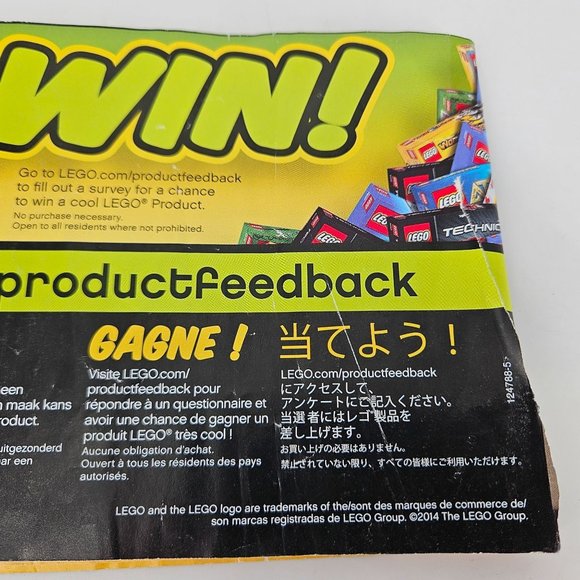 WIN!
Go to LEGO.com/productfeedback
to fill out a survey for a chance
to win a cool LEGO® Product.
No purchase necessary.
Open to all residents where not prohibited.
LEGO
LEGO
LEGO
LEGO
LEGO
TECHNIC
productfeedback
een
n maak kans
roduct.
uitgezonderd
ar een
GAGNE !
Visite LEGO.com/
productfeedback pour
répondre à un questionnaire et
avoir une chance de gagner un
produit LEGO® très cool !
Aucune obligation d'achat.
Ouvert à tous les résidents des pays
autorisés.
当てよう！
LEGO.com/productfeedback
にアクセスして、
アンケートにご記入ください。
当選者にはレゴ製品を
差し上げます。
お買い上げの必要はありません。
禁止されていない限り、すべての皆様にご利用いただけます。
124788-5
LEGO and the LEGO logo are trademarks of the/sont des marques de commerce de/
son marcas registradas de LEGO Group. ©2014 The LEGO Group.